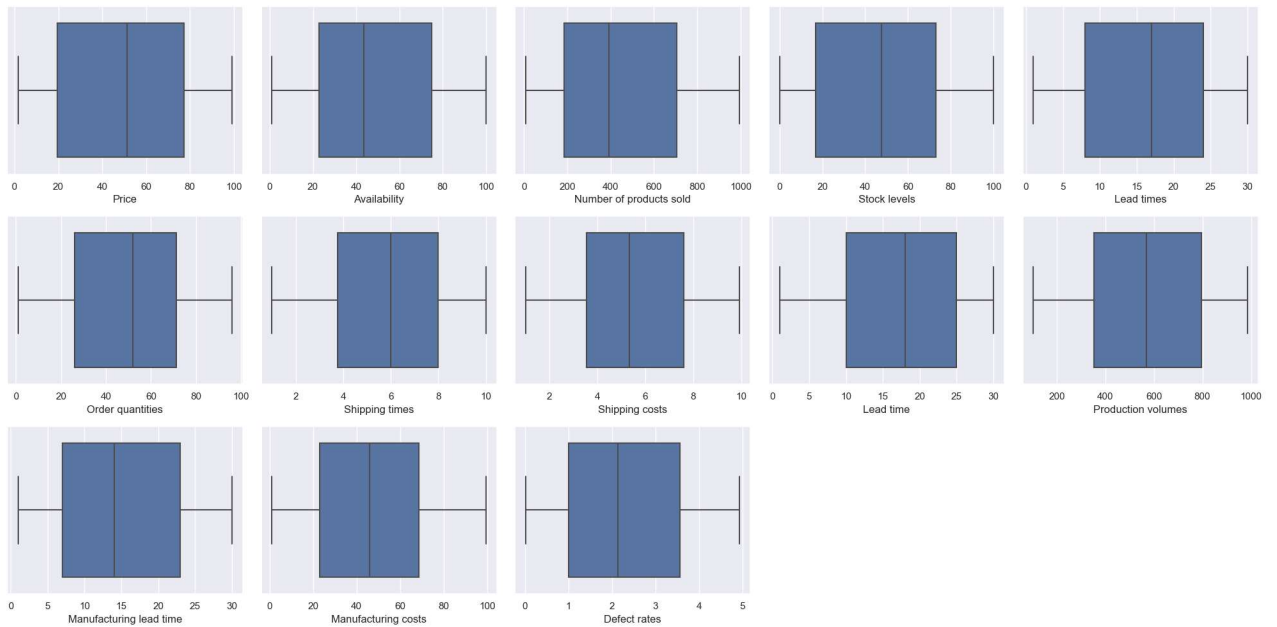 0 20 40 60 80 100
Price
0 20 40 60 80 100
Availability
0 200 400 600 800 1000
Number of products sold
0 20 40 60 80 100
Stock levels
0 5 10 15 20 25 30
Lead times
0 20 40 60 80 100
Order quantities
2 4 6 8 10
Shipping times
2 4 6 8 10
Shipping costs
0 5 10 15 20 25 30
Lead time
200 400 600 800 1000
Production volumes
0 5 10 15 20 25 30
Manufacturing lead time
0 20 40 60 80 100
Manufacturing costs
0 1 2 3 4 5
Defect rates